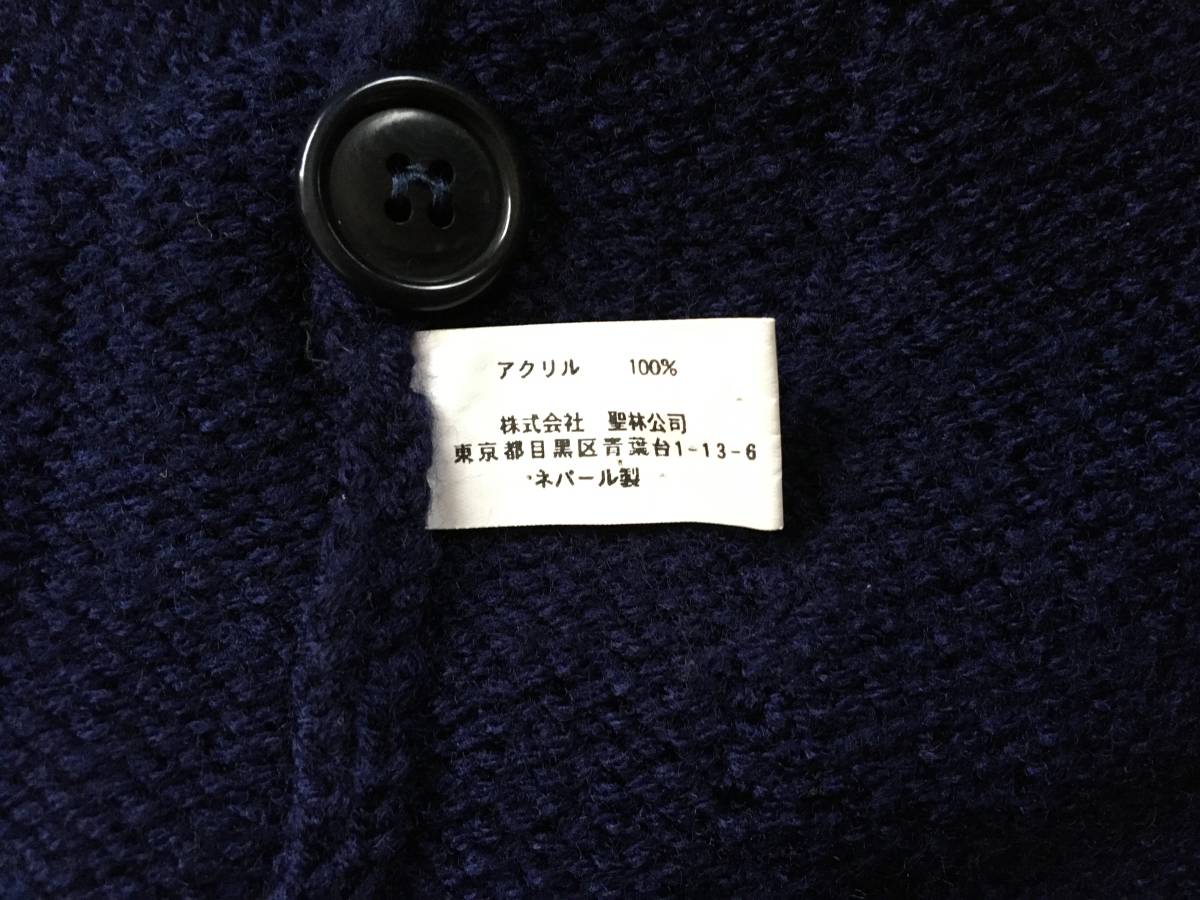 アクリル 100%
株式会社 聖林公司
東京都目黒区青葉台1-13-6
ネパール製